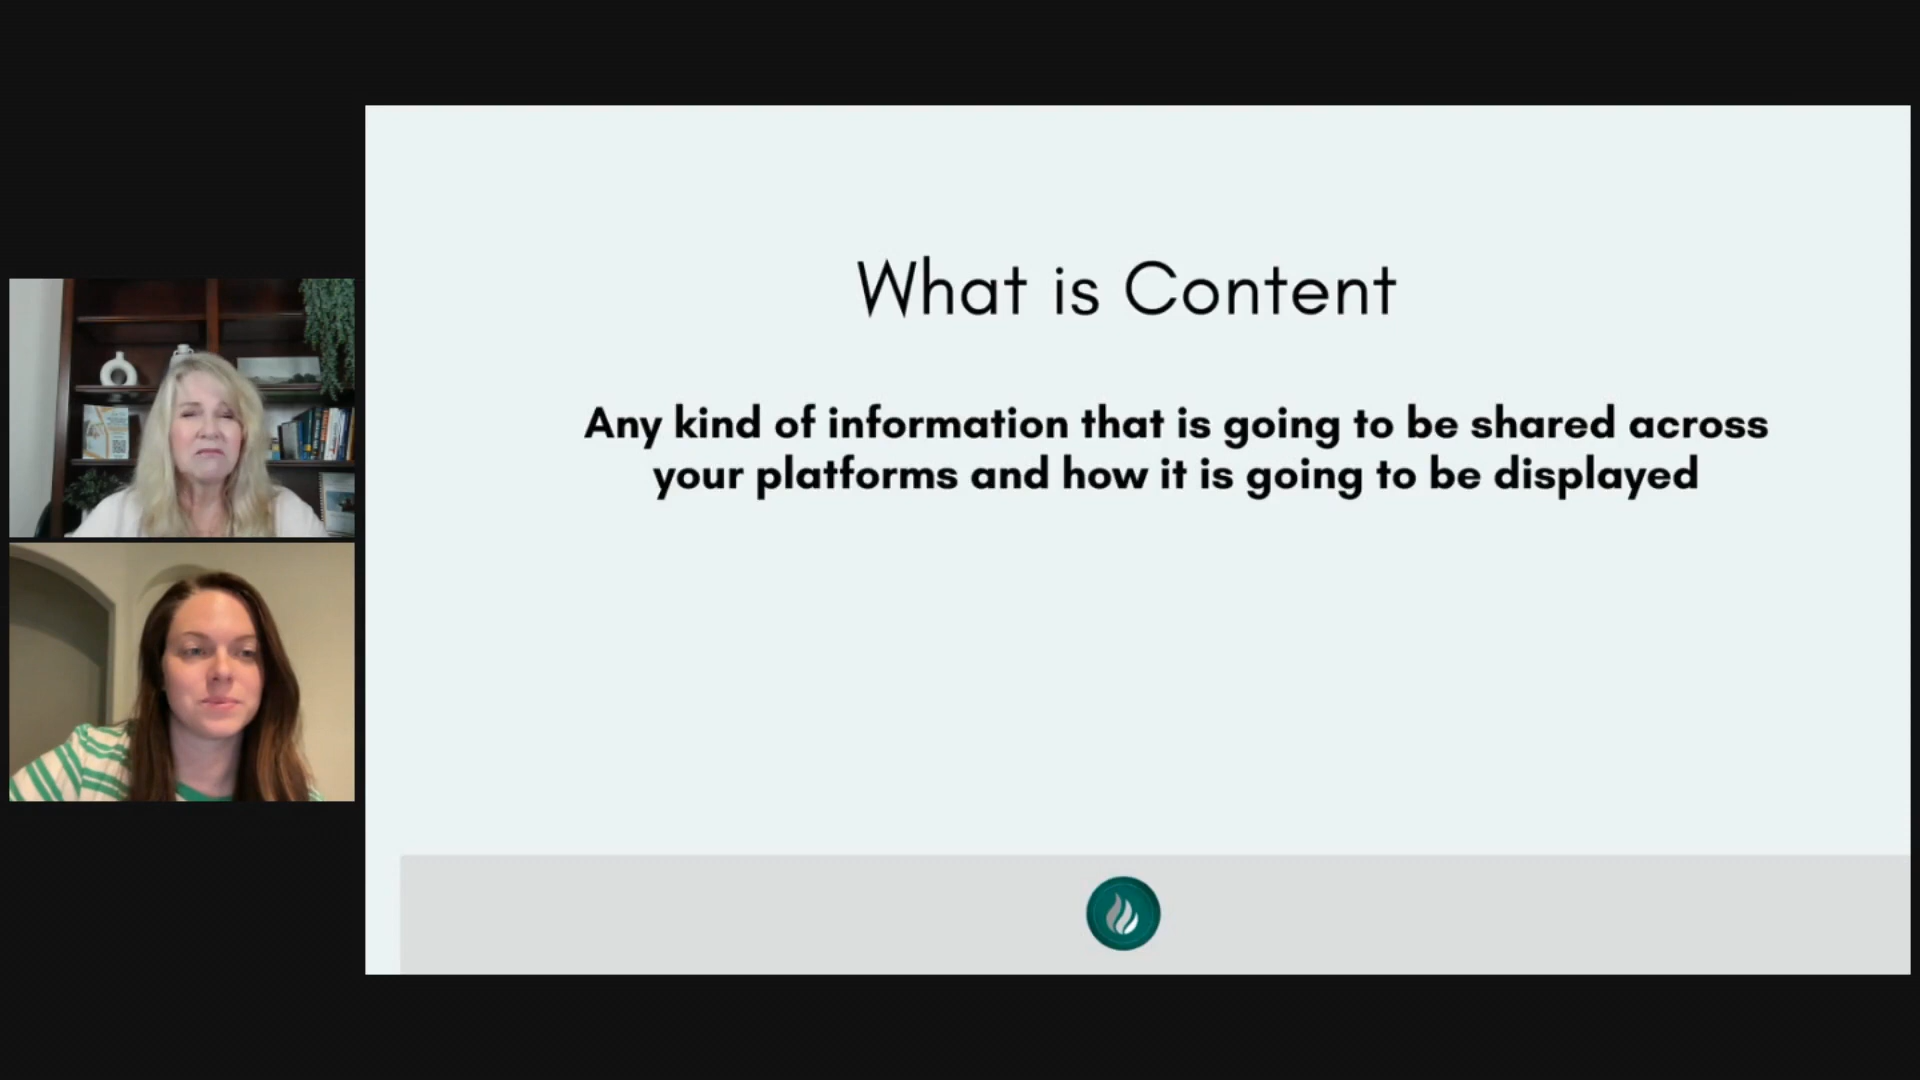 What is Content
Any kind of information that is going to be shared across
your platforms and how it is going to be displayed